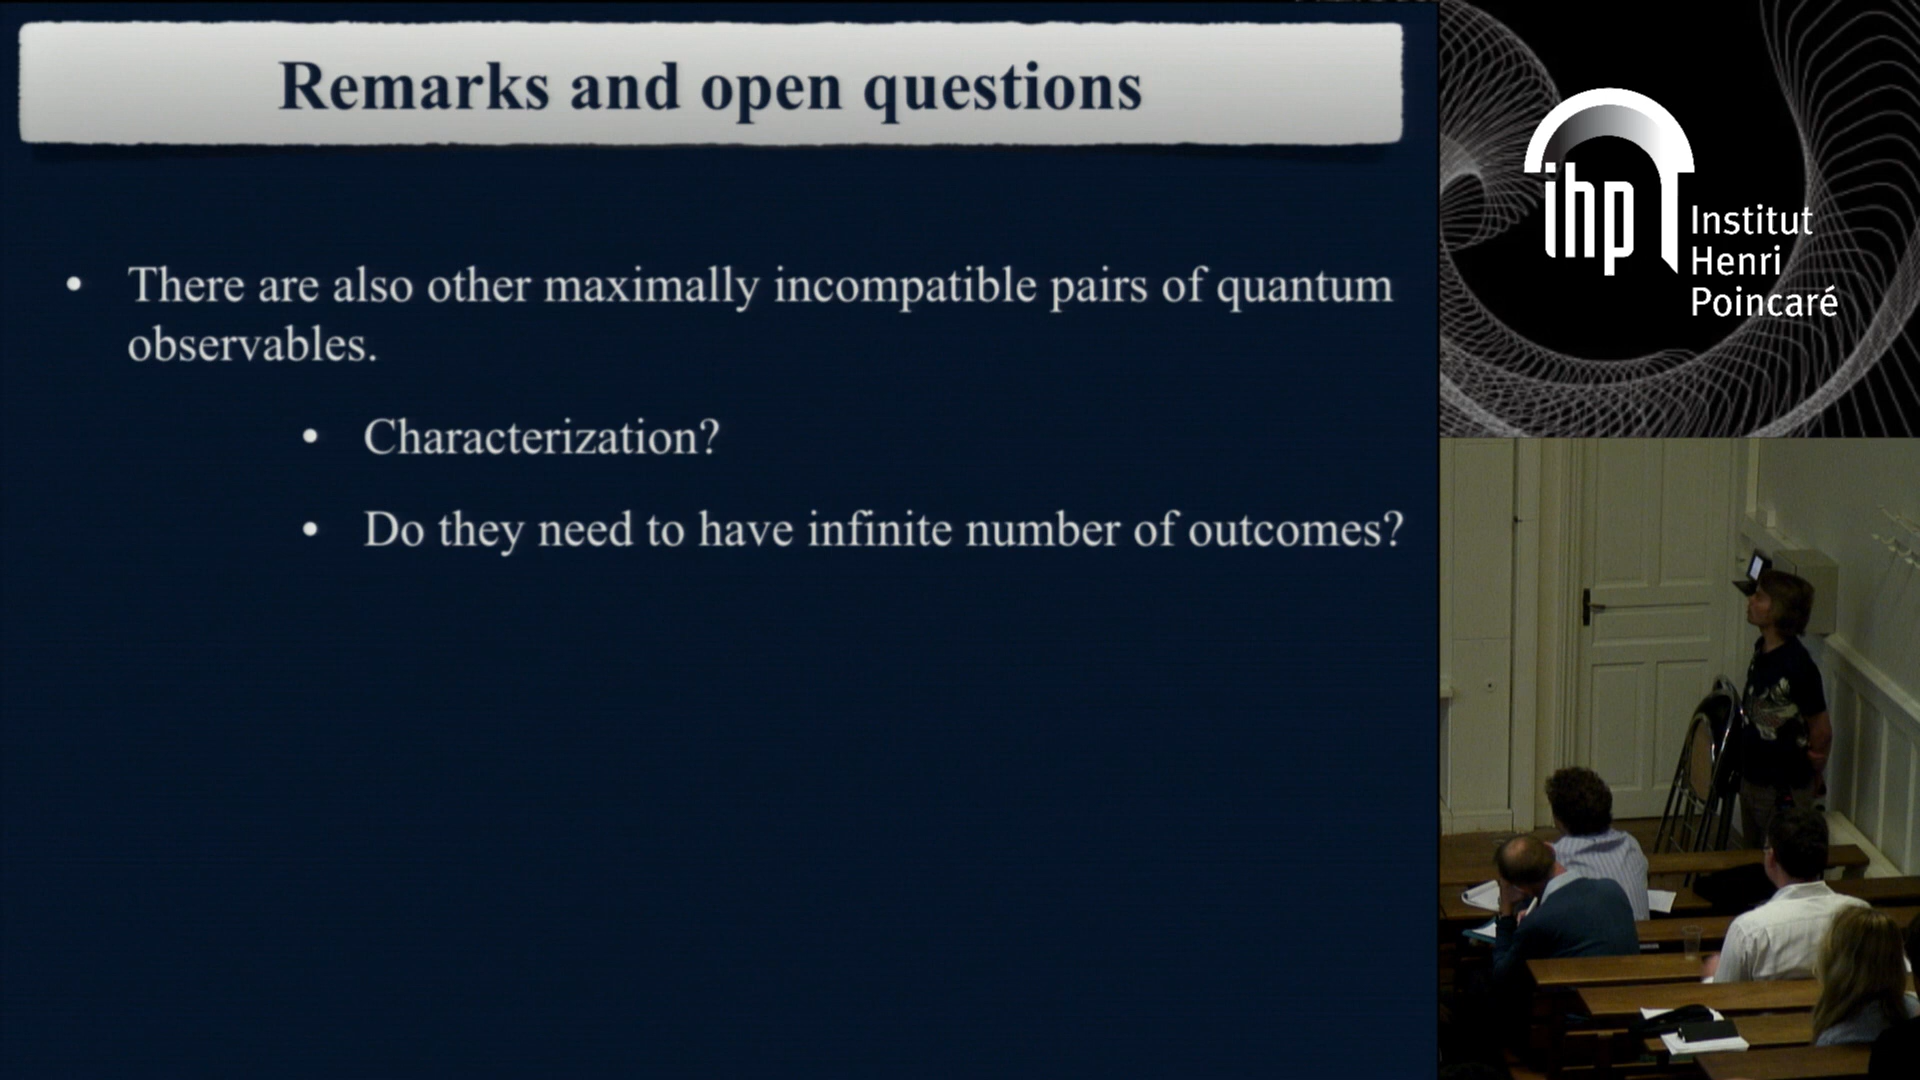 Remarks and open questions
• There are also other maximally incompatible pairs of quantum
observables.
• Characterization?
• Do they need to have infinite number of outcomes?
ihp
Institut
Henri
Poincaré